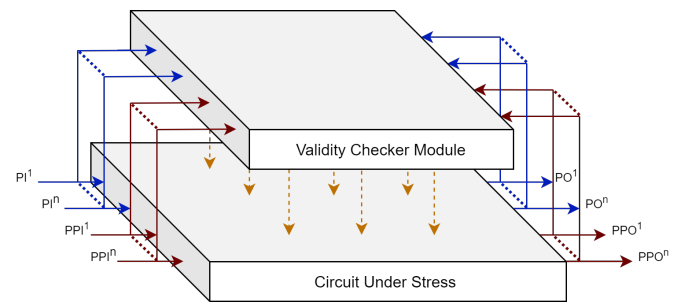 Validity Checker Module
PI¹
PIⁿ
PPI¹
PPIⁿ
PO¹
POⁿ
PPO¹
PPOⁿ
Circuit Under Stress